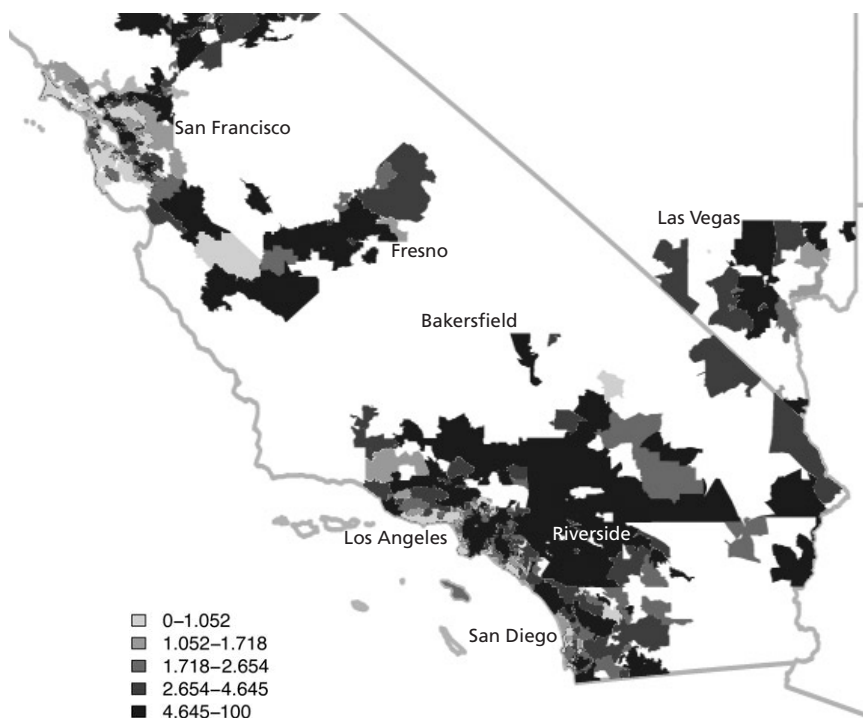 San Francisco
Las Vegas
Fresno
Bakersfield
Los Angeles
Riverside
San Diego
0–1.052
1.052–1.718
1.718–2.654
2.654–4.645
4.645–100